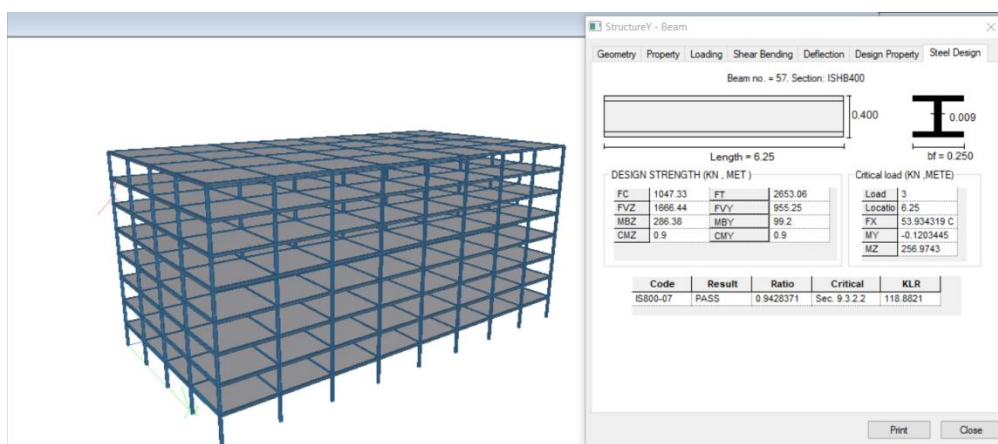 StructureY - Beam
Geometry Property Loading Shear Bending Deflection Design Property Steel Design
Beam no. = 57. Section: ISHB400
0.400
0.009
Length = 6.25
bf = 0.250
DESIGN STRENGTH (KN , MET )
FC 1047.33 FT 2653.06
FVZ 1666.44 FVY 955.25
MBZ 286.38 MBY 99.2
CMZ 0.9 CMY 0.9
Critical load (KN ,METE)
Load 3
Locatio 6.25
FX 53.934319 C
MY -0.1203445
MZ 256.9743
Code Result Ratio Critical KLR
IS800-07 PASS 0.9428371 Sec. 9.3.2.2 118.8821
Print Close